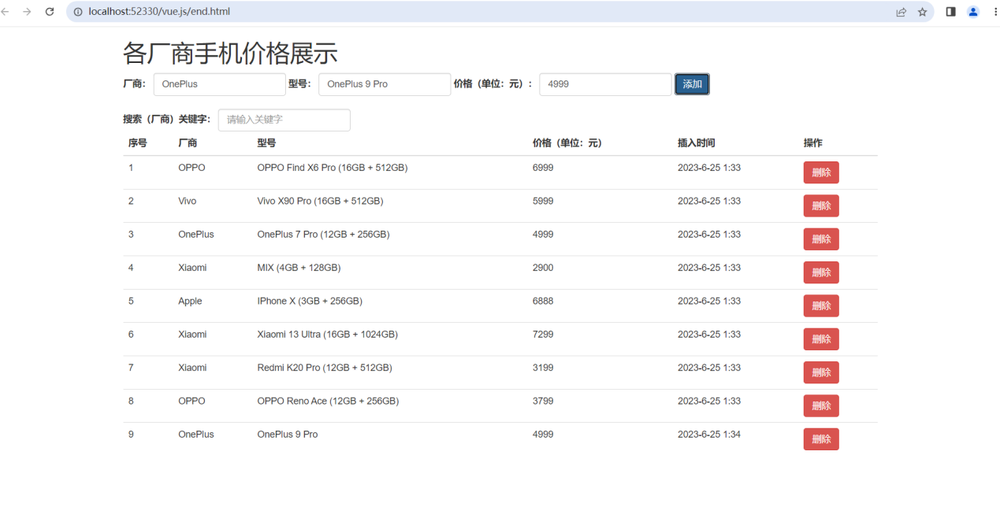 localhost:52330/vue.js/end.html
各厂商手机价格展示
厂商： OnePlus 型号： OnePlus 9 Pro 价格（单位：元）： 4999 添加
搜索（厂商）关键字： 请输入关键字
序号 厂商 型号 价格（单位：元） 插入时间 操作
1 OPPO OPPO Find X6 Pro (16GB + 512GB) 6999 2023-6-25 1:33 删除
2 Vivo Vivo X90 Pro (16GB + 512GB) 5999 2023-6-25 1:33 删除
3 OnePlus OnePlus 7 Pro (12GB + 256GB) 4999 2023-6-25 1:33 删除
4 Xiaomi MIX (4GB + 128GB) 2900 2023-6-25 1:33 删除
5 Apple IPhone X (3GB + 256GB) 6888 2023-6-25 1:33 删除
6 Xiaomi Xiaomi 13 Ultra (16GB + 1024GB) 7299 2023-6-25 1:33 删除
7 Xiaomi Redmi K20 Pro (12GB + 512GB) 3199 2023-6-25 1:33 删除
8 OPPO OPPO Reno Ace (12GB + 256GB) 3799 2023-6-25 1:33 删除
9 OnePlus OnePlus 9 Pro 4999 2023-6-25 1:34 删除